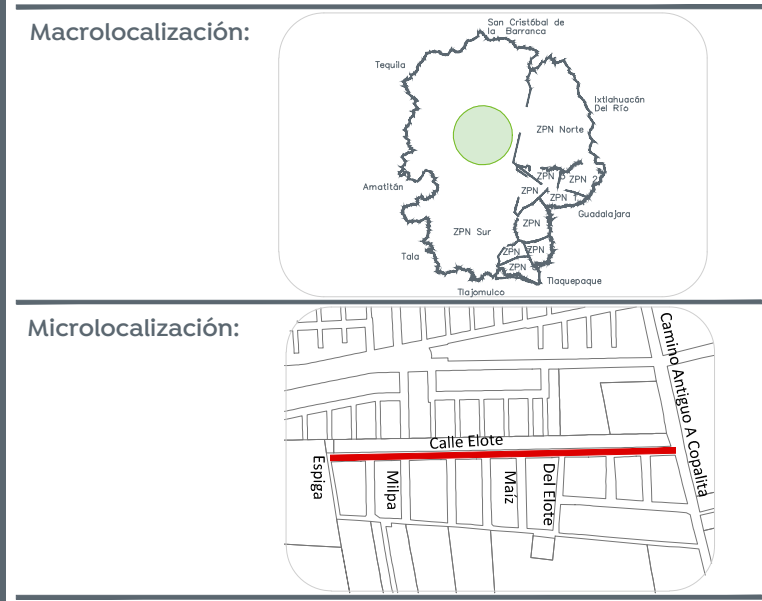 Macrolocalización:
San Cristóbal de
la Barranca
Tequila
Ixtlahuacán
Del Río
ZPN Norte
ZPN
ZPN 2
Amatitán
ZPN
ZPN 1
Guadalajara
ZPN Sur
ZPN
Tala
ZPN
ZPN
ZPN
Tlaquepaque
Tlajomulco
Microlocalización:
Camino Antiguo A Copalita
Calle Elote
Espiga
Milpa
Maíz
Del Elote